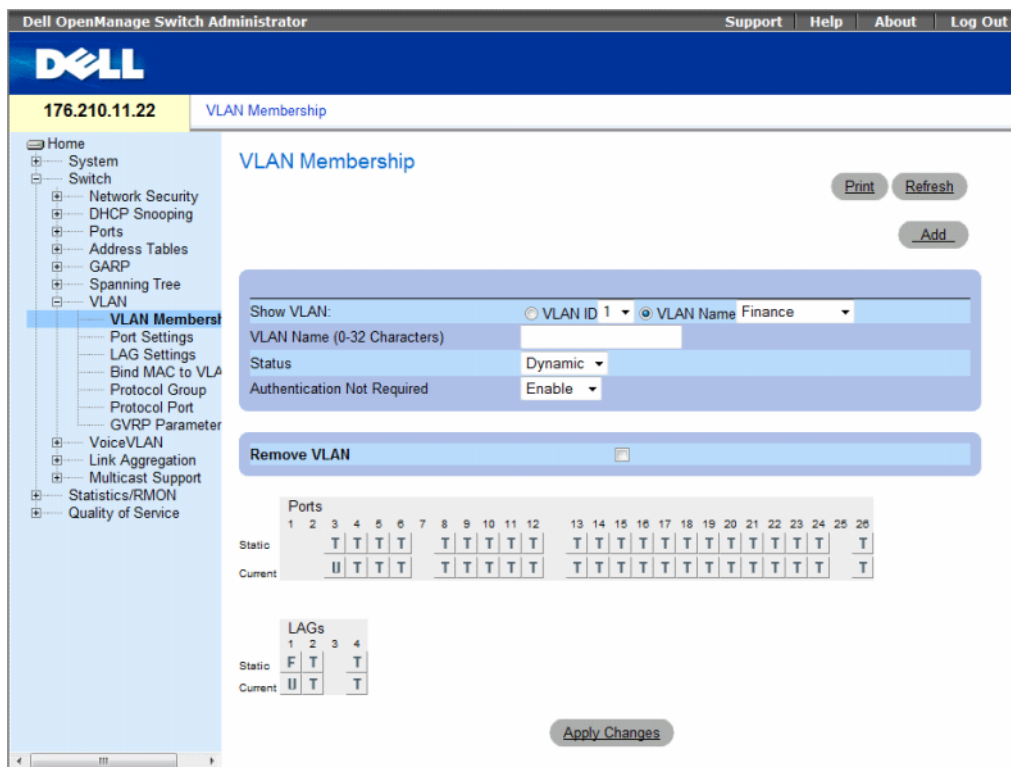 Dell OpenManage Switch Administrator Support Help About Log Out
DELL
176.210.11.22 VLAN Membership
Home
System
Switch
Network Security
DHCP Snooping
Ports
Address Tables
GARP
Spanning Tree
VLAN
VLAN Membersh
Port Settings
LAG Settings
Bind MAC to VLA
Protocol Group
Protocol Port
GVRP Parameter
VoiceVLAN
Link Aggregation
Multicast Support
Statistics/RMON
Quality of Service
VLAN Membership
Print Refresh
Add
Show VLAN: VLAN ID 1 VLAN Name Finance
VLAN Name (0-32 Characters)
Status Dynamic
Authentication Not Required Enable
Remove VLAN
Ports
1 2 3 4 5 6 7 8 9 10 11 12 13 14 15 16 17 18 19 20 21 22 23 24 25 26
Static T T T T T T T T T T T T T T T T T T T T T T
Current U T T T T T T T T T T T T T T T T T T T T T
LAGs
1 2 3 4
Static F T T
Current U T T
Apply Changes